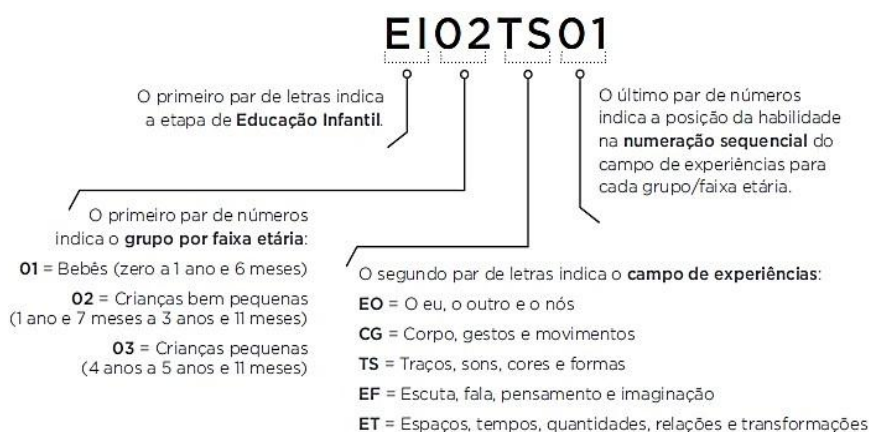 EI02TS01
O primeiro par de letras indica
a etapa de Educação Infantil.
O último par de números
indica a posição da habilidade
na numeração sequencial do
campo de experiências para
cada grupo/faixa etária.
O primeiro par de números
indica o grupo por faixa etária:
01 = Bebês (zero a 1 ano e 6 meses)
02 = Crianças bem pequenas
(1 ano e 7 meses a 3 anos e 11 meses)
03 = Crianças pequenas
(4 anos a 5 anos e 11 meses)
O segundo par de letras indica o campo de experiências:
EO = O eu, o outro e o nós
CG = Corpo, gestos e movimentos
TS = Traços, sons, cores e formas
EF = Escuta, fala, pensamento e imaginação
ET = Espaços, tempos, quantidades, relações e transformações